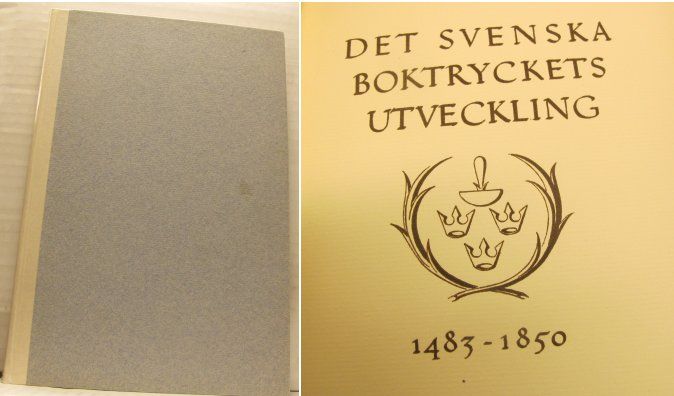 DET SVENSKA
BOKTRYCKETS
UTVECKLING
1483-1850